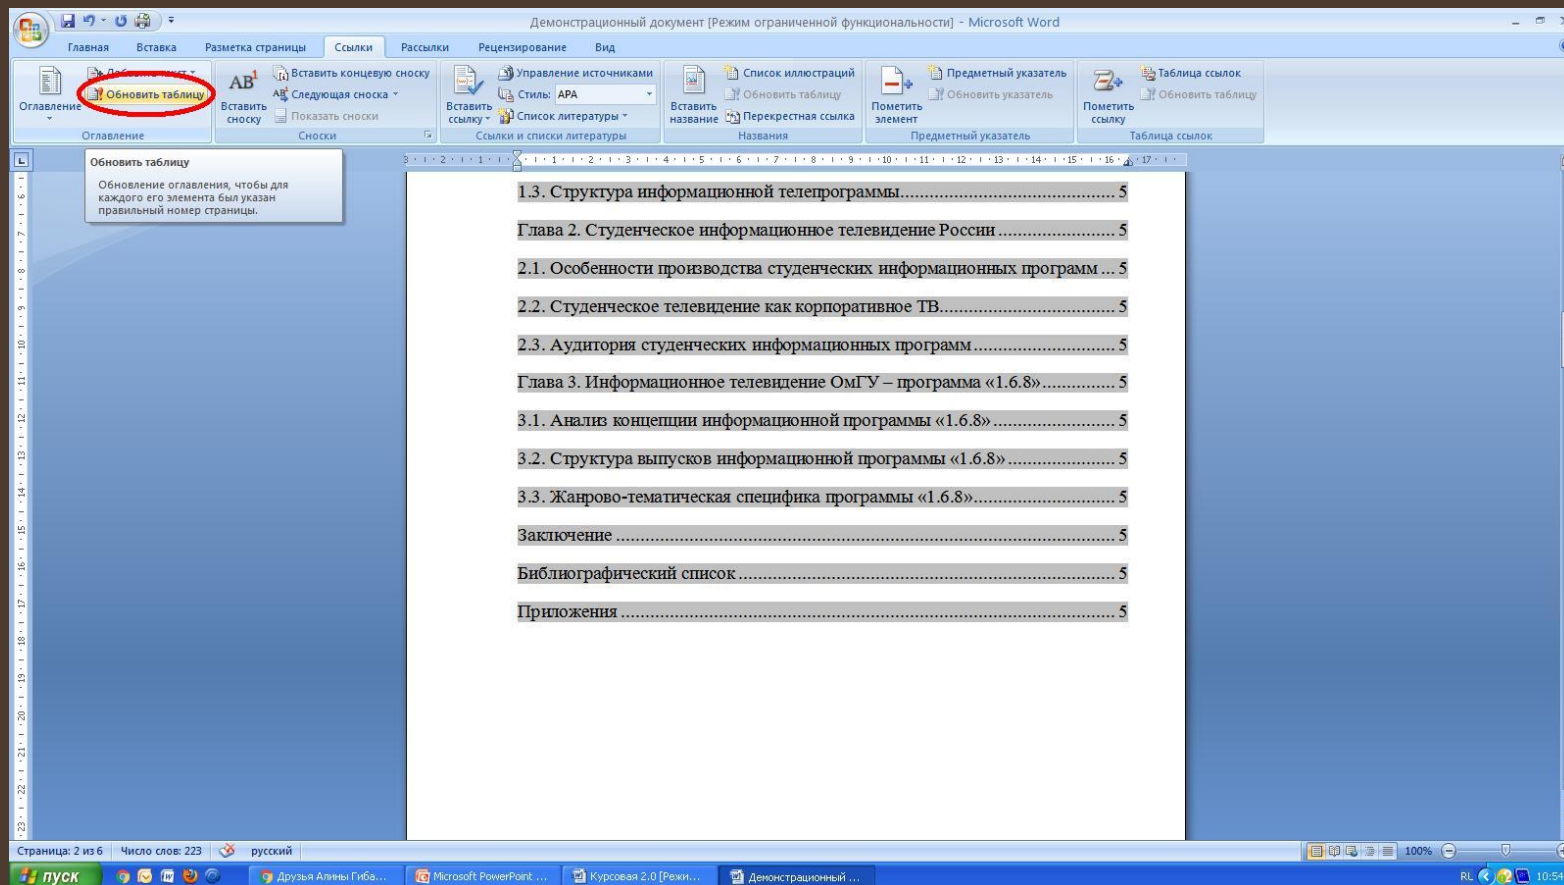 Демонстрационный документ [Режим ограниченной функциональности] - Microsoft Word
Главная Вставка Разметка страницы Ссылки Рассылки Рецензирование Вид
Оглавление
Обновить таблицу
Оглавление
AB¹
Вставить сноску
Вставить концевую сноску
Следующая сноска
Показать сноски
Сноски
Вставить ссылку
Управление источниками
Стиль: APA
Список литературы
Ссылки и списки литературы
Вставить название
Список иллюстраций
Обновить таблицу
Перекрестная ссылка
Названия
Пометить элемент
Предметный указатель
Обновить указатель
Предметный указатель
Пометить ссылку
Таблица ссылок
Обновить таблицу
Таблица ссылок
Обновить таблицу
Обновление оглавления, чтобы для
каждого его элемента был указан
правильный номер страницы.
1.3. Структура информационной телепрограммы 5
Глава 2. Студенческое информационное телевидение России 5
2.1. Особенности производства студенческих информационных программ 5
2.2. Студенческое телевидение как корпоративное ТВ 5
2.3. Аудитория студенческих информационных программ 5
Глава 3. Информационное телевидение ОмГУ – программа «1.6.8» 5
3.1. Анализ концепции информационной программы «1.6.8» 5
3.2. Структура выпусков информационной программы «1.6.8» 5
3.3. Жанрово-тематическая специфика программы «1.6.8» 5
Заключение 5
Библиографический список 5
Приложения 5
Страница: 2 из 6 Число слов: 223 русский 100%
пуск Друзья Алины Гиба... Microsoft PowerPoint ... Курсовая 2.0 [Режи... Демонстрационный ... RL 10:54